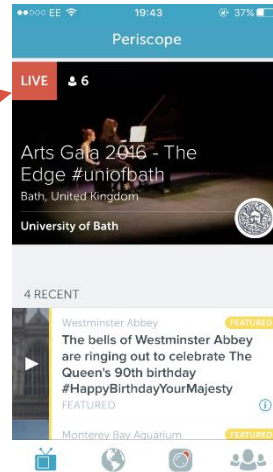 EE 19:43 37%
Periscope
LIVE 6
Arts Gala 2016 - The
Edge #uniofbath
Bath, United Kingdom
University of Bath
4 RECENT
Westminster Abbey FEATURED
The bells of Westminster Abbey
are ringing out to celebrate The
Queen's 90th birthday
#HappyBirthdayYourMajesty
FEATURED
Monterey Bay Aquarium FEATURED